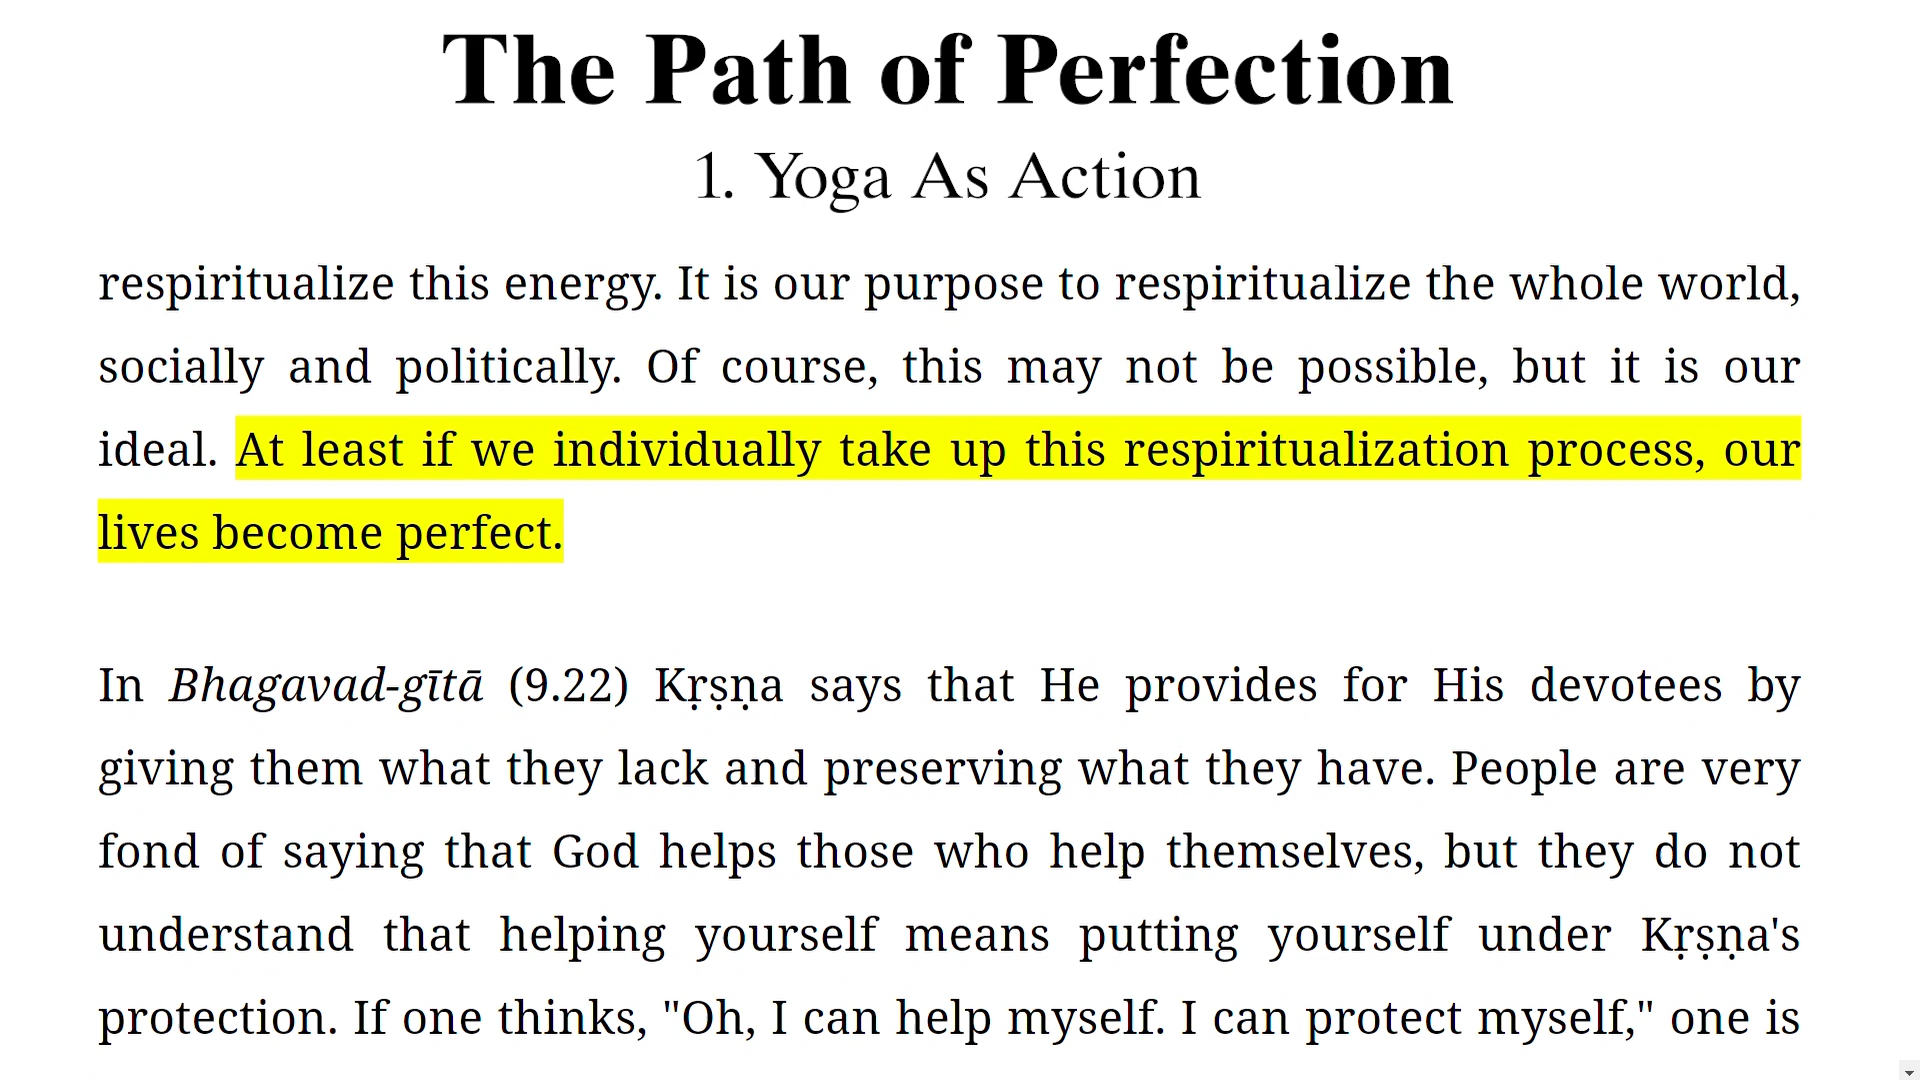 The Path of Perfection
1. Yoga As Action
respiritualize this energy. It is our purpose to respiritualize the whole world,
socially and politically. Of course, this may not be possible, but it is our
ideal. At least if we individually take up this respiritualization process, our
lives become perfect.
In Bhagavad-gītā (9.22) Kṛṣṇa says that He provides for His devotees by
giving them what they lack and preserving what they have. People are very
fond of saying that God helps those who help themselves, but they do not
understand that helping yourself means putting yourself under Kṛṣṇa's
protection. If one thinks, "Oh, I can help myself. I can protect myself," one is